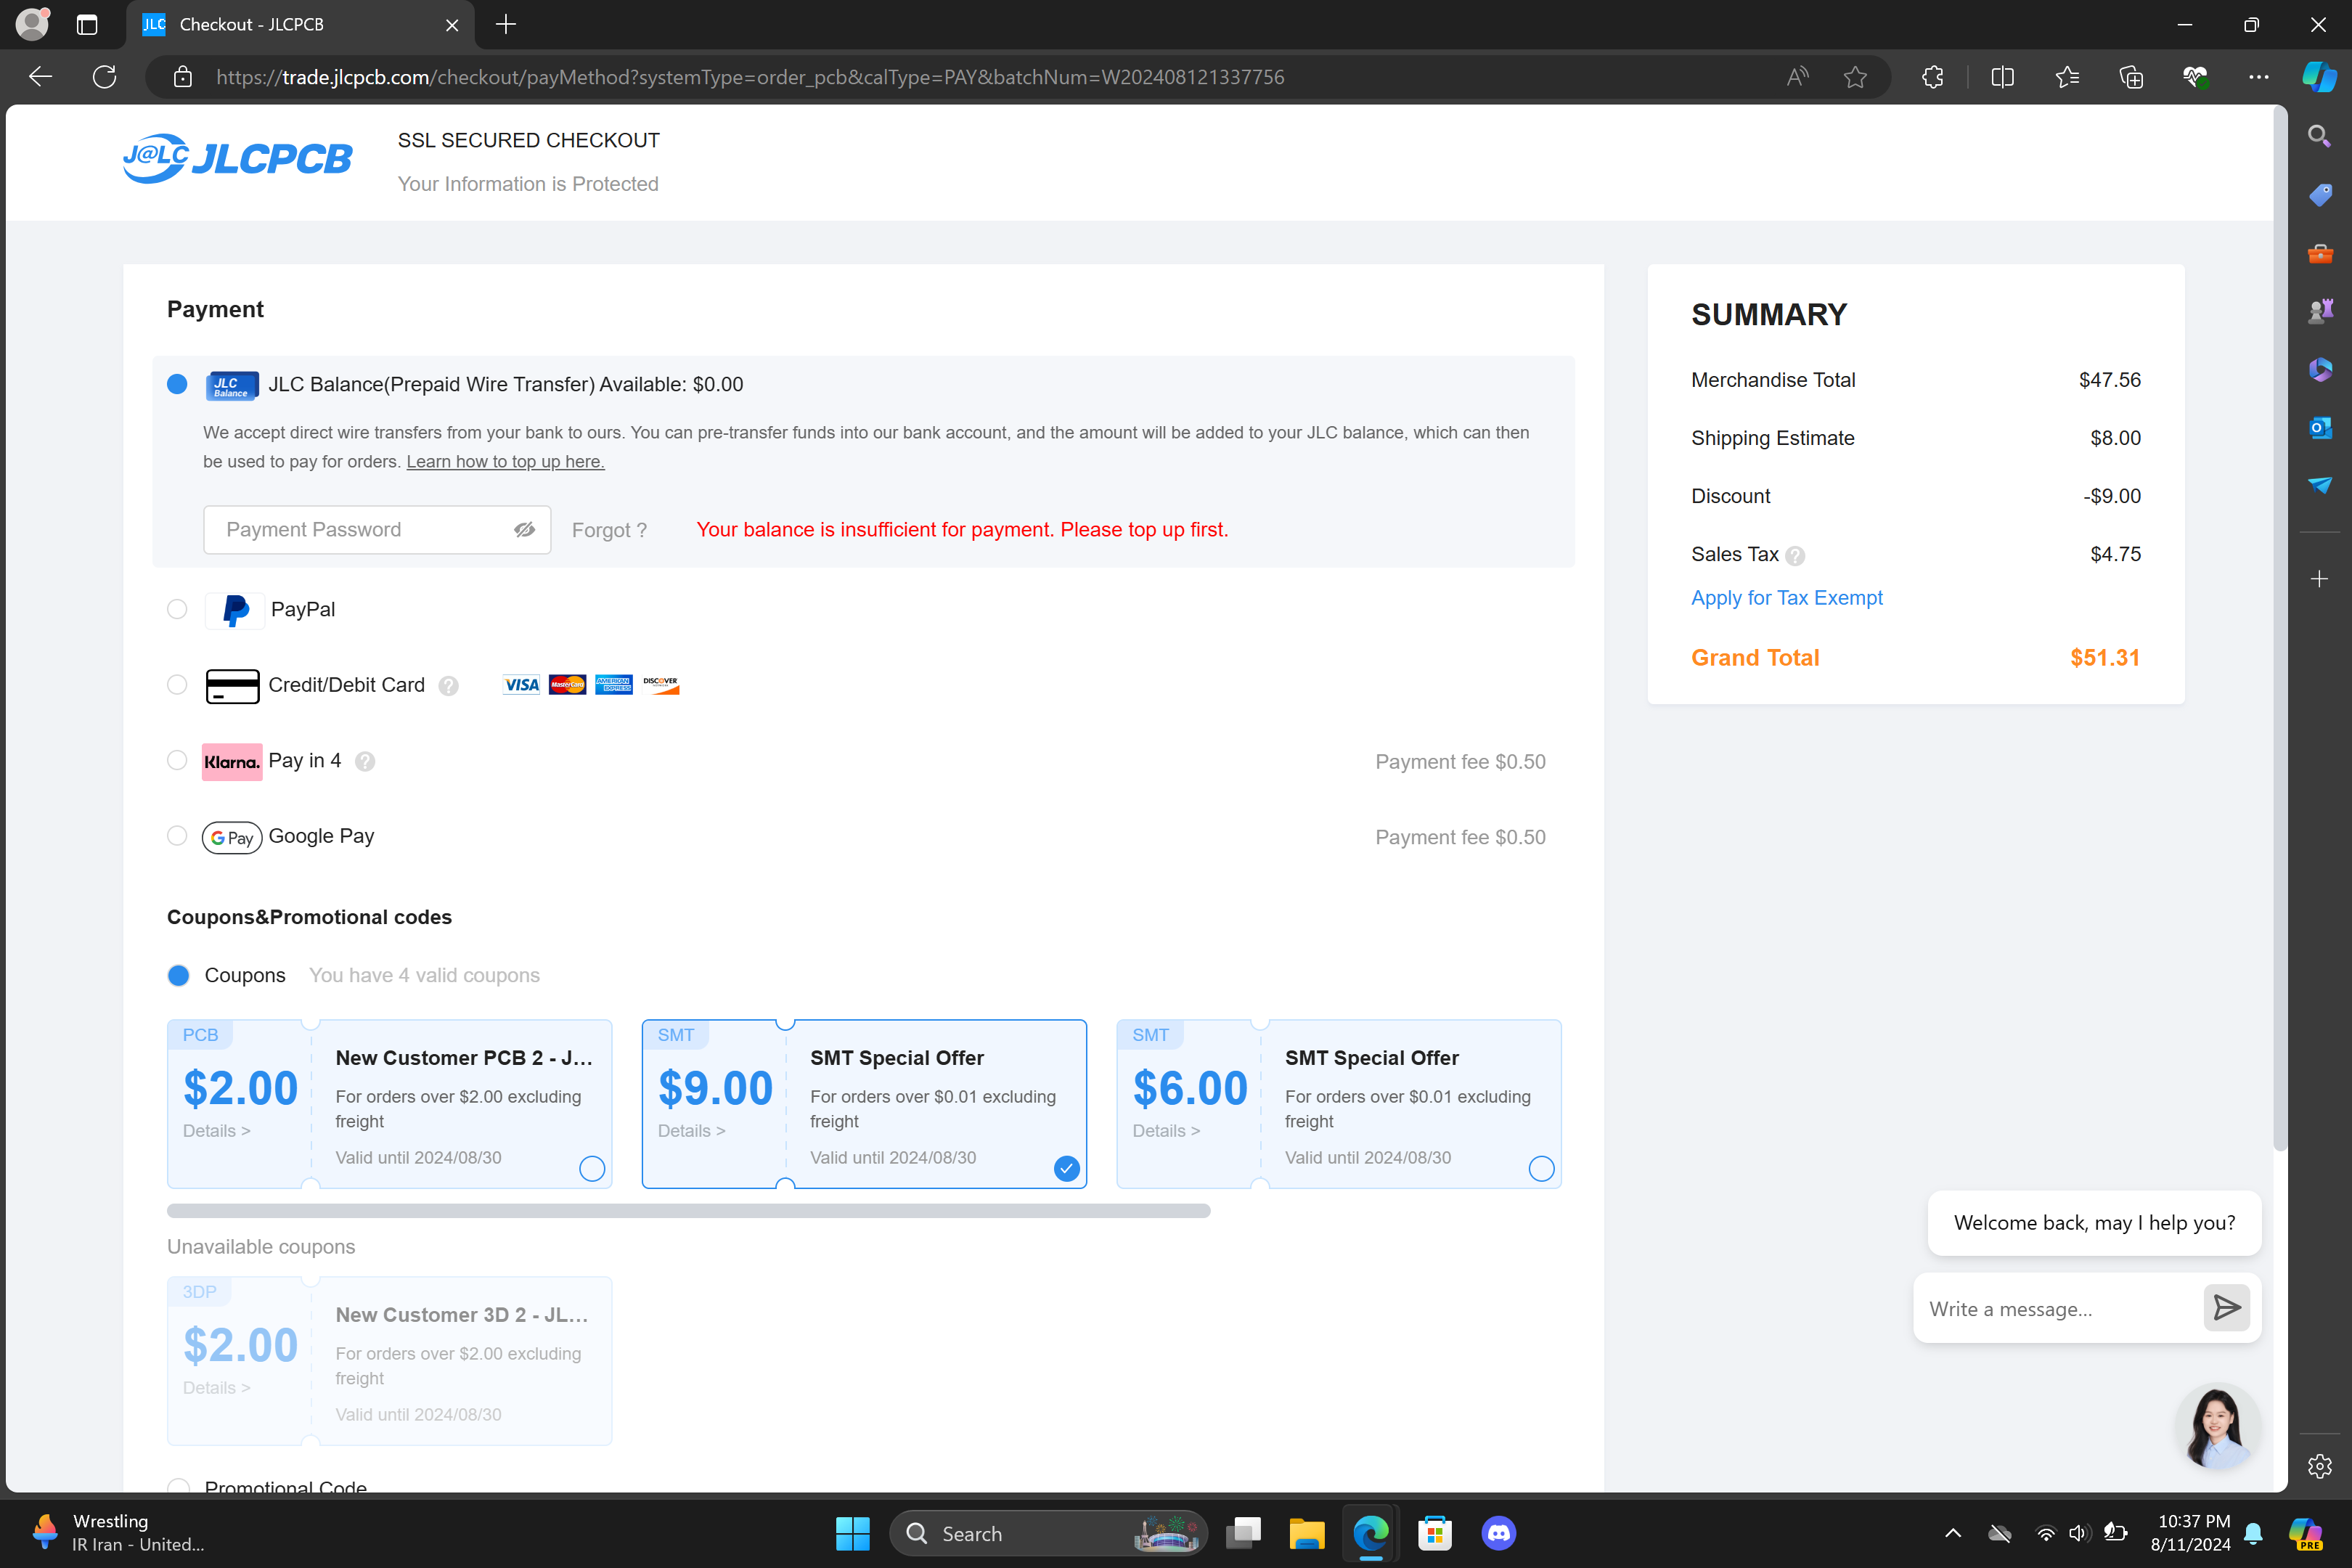 JLC Checkout - JLCPCB
https://trade.jlcpcb.com/checkout/payMethod?systemType=order_pcb&calType=PAY&batchNum=W202408121337756
J@LC JLCPCB
SSL SECURED CHECKOUT
Your Information is Protected
Payment
JLC Balance JLC Balance(Prepaid Wire Transfer) Available: $0.00
We accept direct wire transfers from your bank to ours. You can pre-transfer funds into our bank account, and the amount will be added to your JLC balance, which can then
be used to pay for orders. Learn how to top up here.
Payment Password Forgot ? Your balance is insufficient for payment. Please top up first.
PayPal
Credit/Debit Card ? VISA MasterCard AMERICAN EXPRESS DISCOVER
Klarna. Pay in 4 ? Payment fee $0.50
G Pay Google Pay Payment fee $0.50
Coupons&Promotional codes
Coupons You have 4 valid coupons
PCB
$2.00
Details >
New Customer PCB 2 - J...
For orders over $2.00 excluding
freight
Valid until 2024/08/30
SMT
$9.00
Details >
SMT Special Offer
For orders over $0.01 excluding
freight
Valid until 2024/08/30
SMT
$6.00
Details >
SMT Special Offer
For orders over $0.01 excluding
freight
Valid until 2024/08/30
Unavailable coupons
3DP
$2.00
Details >
New Customer 3D 2 - JL...
For orders over $2.00 excluding
freight
Valid until 2024/08/30
Promotional Code
SUMMARY
Merchandise Total $47.56
Shipping Estimate $8.00
Discount -$9.00
Sales Tax ? $4.75
Apply for Tax Exempt
Grand Total $51.31
Welcome back, may I help you?
Write a message...
Wrestling
IR Iran - United...
Search
10:37 PM
8/11/2024
PRE